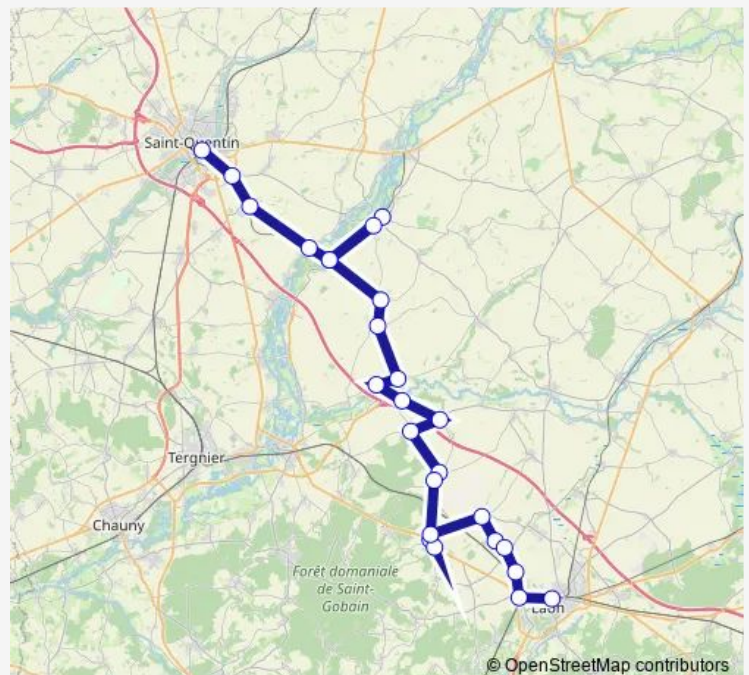 Saint-Quentin
Tergnier
Chauny
Forêt domaniale
de Saint-
Gobain
Laon
© OpenStreetMap contributors